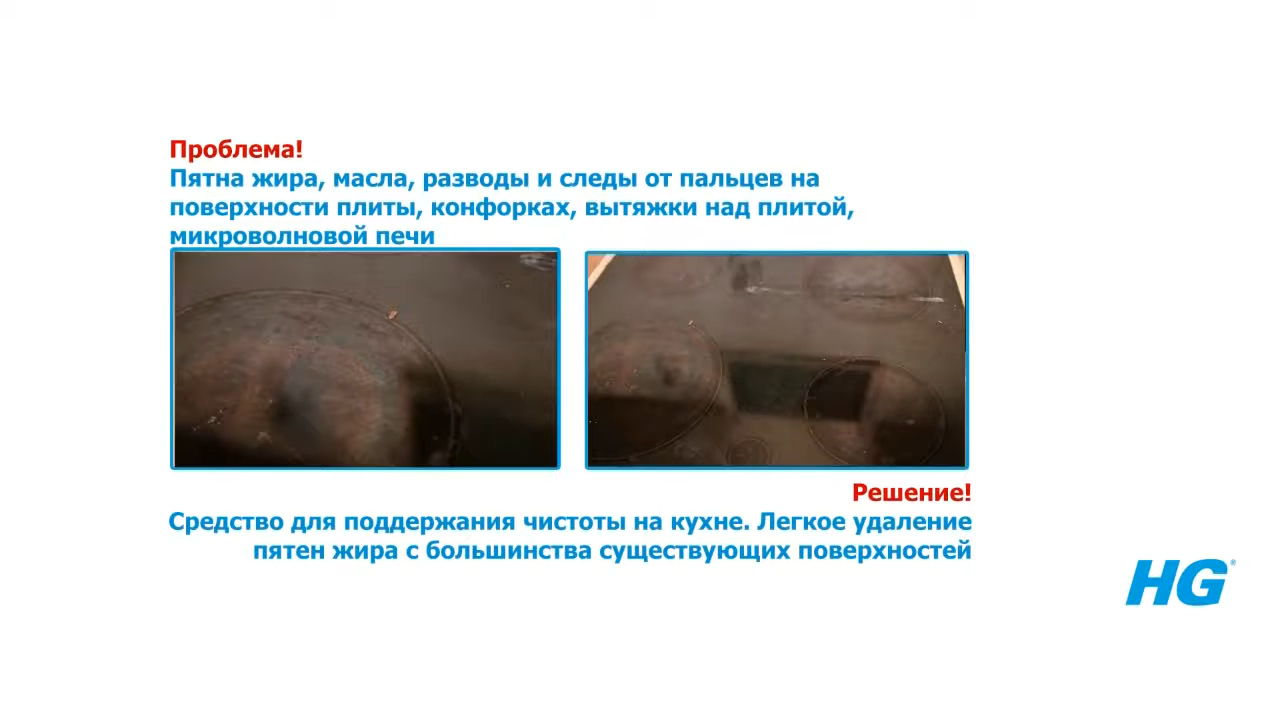 Проблема!
Пятна жира, масла, разводы и следы от пальцев на
поверхности плиты, конфорках, вытяжки над плитой,
микроволновой печи
Решение!
Средство для поддержания чистоты на кухне. Легкое удаление
пятен жира с большинства существующих поверхностей
HG®